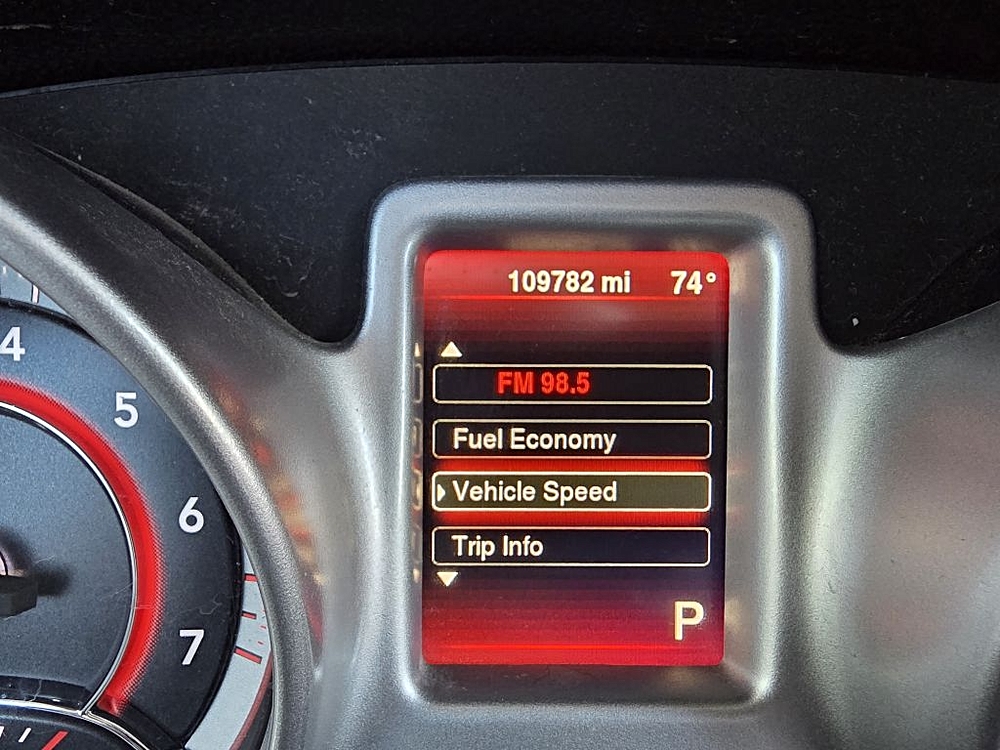 109782 mi 74°
FM 98.5
Fuel Economy
Vehicle Speed
Trip Info
P
4
5
6
7